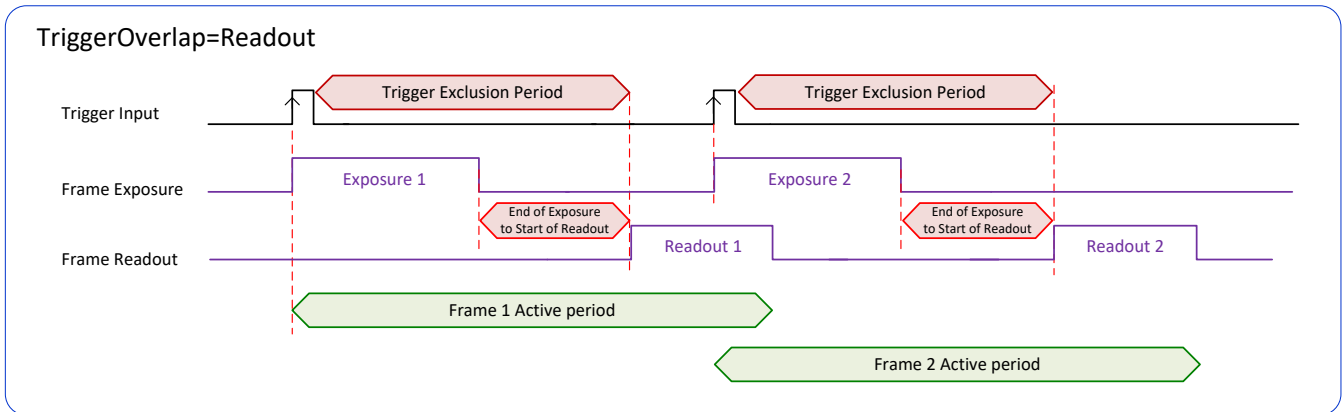 TriggerOverlap=Readout
Trigger Input
Trigger Exclusion Period
Trigger Exclusion Period
Frame Exposure
Exposure 1
Exposure 2
End of Exposure
to Start of Readout
End of Exposure
to Start of Readout
Frame Readout
Readout 1
Readout 2
Frame 1 Active period
Frame 2 Active period